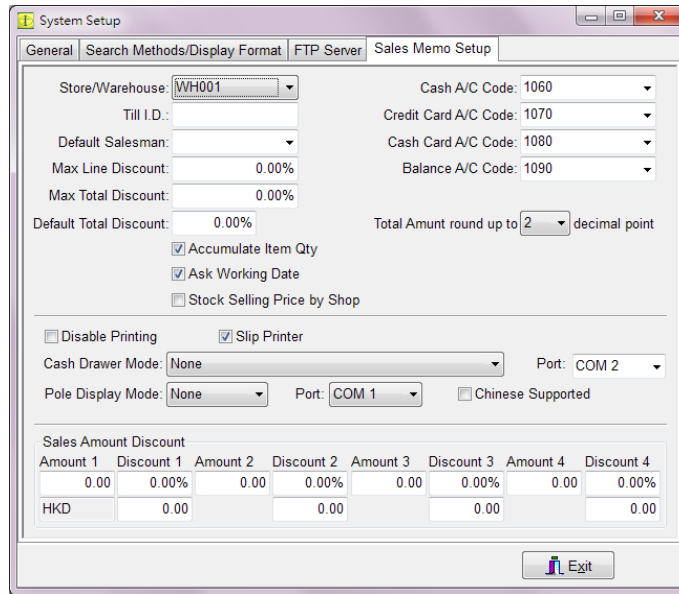 System Setup
General Search Methods/Display Format FTP Server Sales Memo Setup
Store/Warehouse: WH001 Cash A/C Code: 1060
Till I.D.: Credit Card A/C Code: 1070
Default Salesman: Cash Card A/C Code: 1080
Max Line Discount: 0.00% Balance A/C Code: 1090
Max Total Discount: 0.00%
Default Total Discount: 0.00% Total Amunt round up to 2 decimal point
Accumulate Item Qty
Ask Working Date
Stock Selling Price by Shop
Disable Printing Slip Printer
Cash Drawer Mode: None Port: COM 2
Pole Display Mode: None Port: COM 1 Chinese Supported
Sales Amount Discount
Amount 1 Discount 1 Amount 2 Discount 2 Amount 3 Discount 3 Amount 4 Discount 4
0.00 0.00% 0.00 0.00% 0.00 0.00% 0.00 0.00%
HKD 0.00 0.00 0.00 0.00
Exit